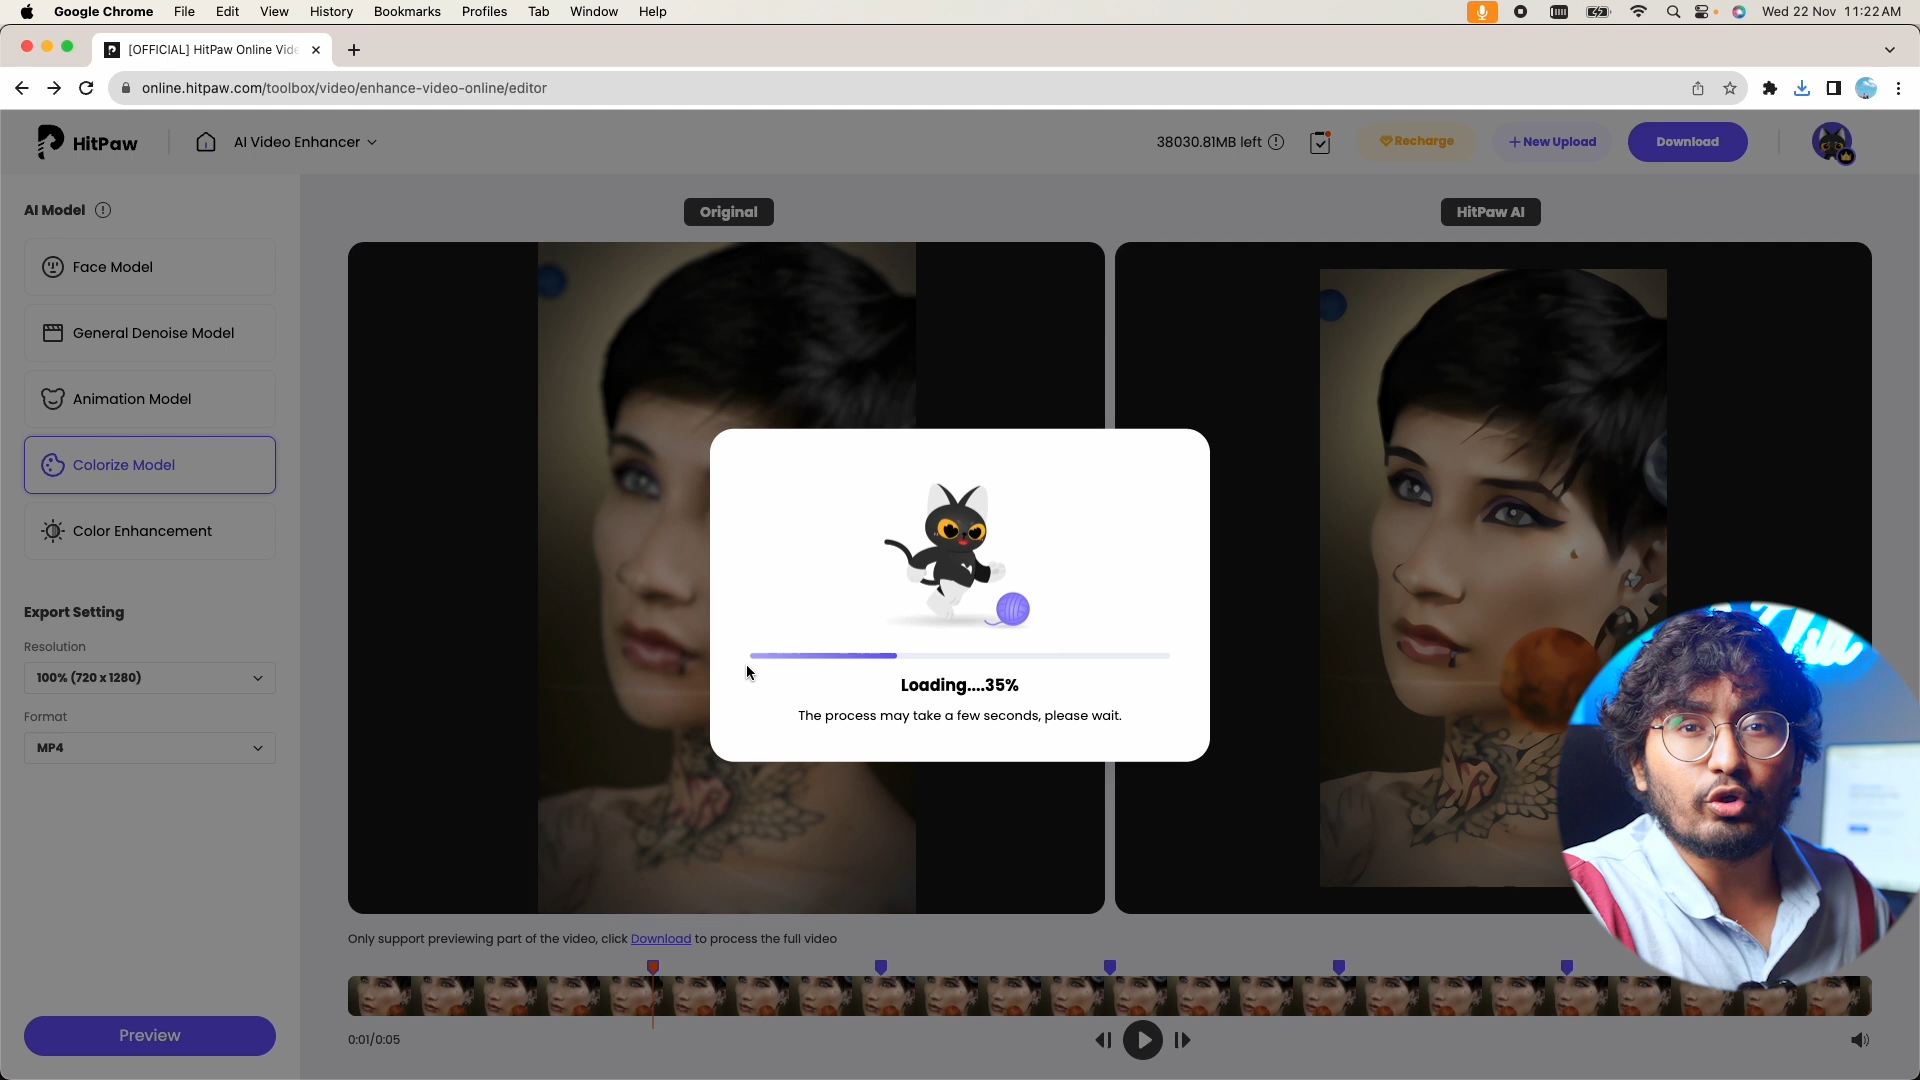 Google Chrome File Edit View History Bookmarks Profiles Tab Window Help Wed 22 Nov 11:22 AM
[OFFICIAL] HitPaw Online Vide
online.hitpaw.com/toolbox/video/enhance-video-online/editor
HitPaw AI Video Enhancer 38030.81MB left Recharge + New Upload Download
AI Model
Original HitPaw AI
Face Model
General Denoise Model
Animation Model
Colorize Model
Color Enhancement
Export Setting
Resolution
100% (720 x 1280)
Format
MP4
Loading....35%
The process may take a few seconds, please wait.
Only support previewing part of the video, click Download to process the full video
Preview
0:01/0:05